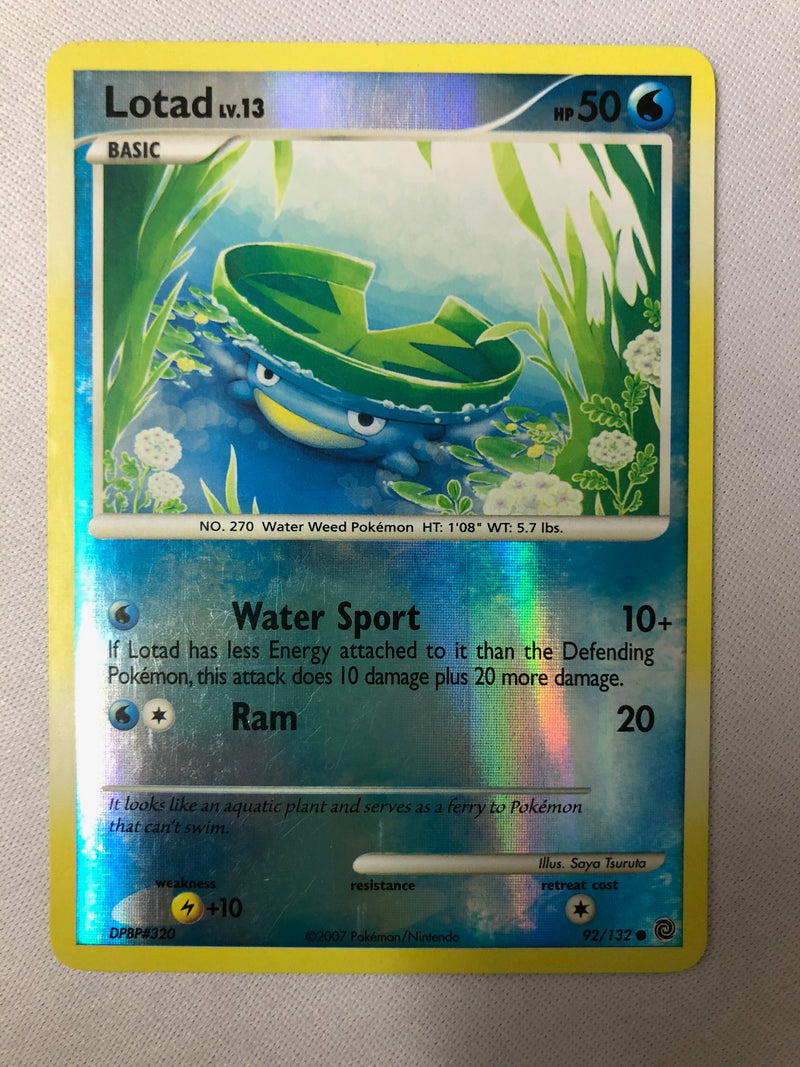 Lotad LV.13 HP 50
BASIC
NO. 270 Water Weed Pokémon HT: 1'08" WT: 5.7 lbs.
Water Sport 10+
If Lotad has less Energy attached to it than the Defending
Pokémon, this attack does 10 damage plus 20 more damage.
Ram 20
It looks like an aquatic plant and serves as a ferry to Pokémon
that can't swim.
Illus. Saya Tsuruta
weakness resistance retreat cost
+10
DPBP#320 ©2007 Pokémon/Nintendo 92/132